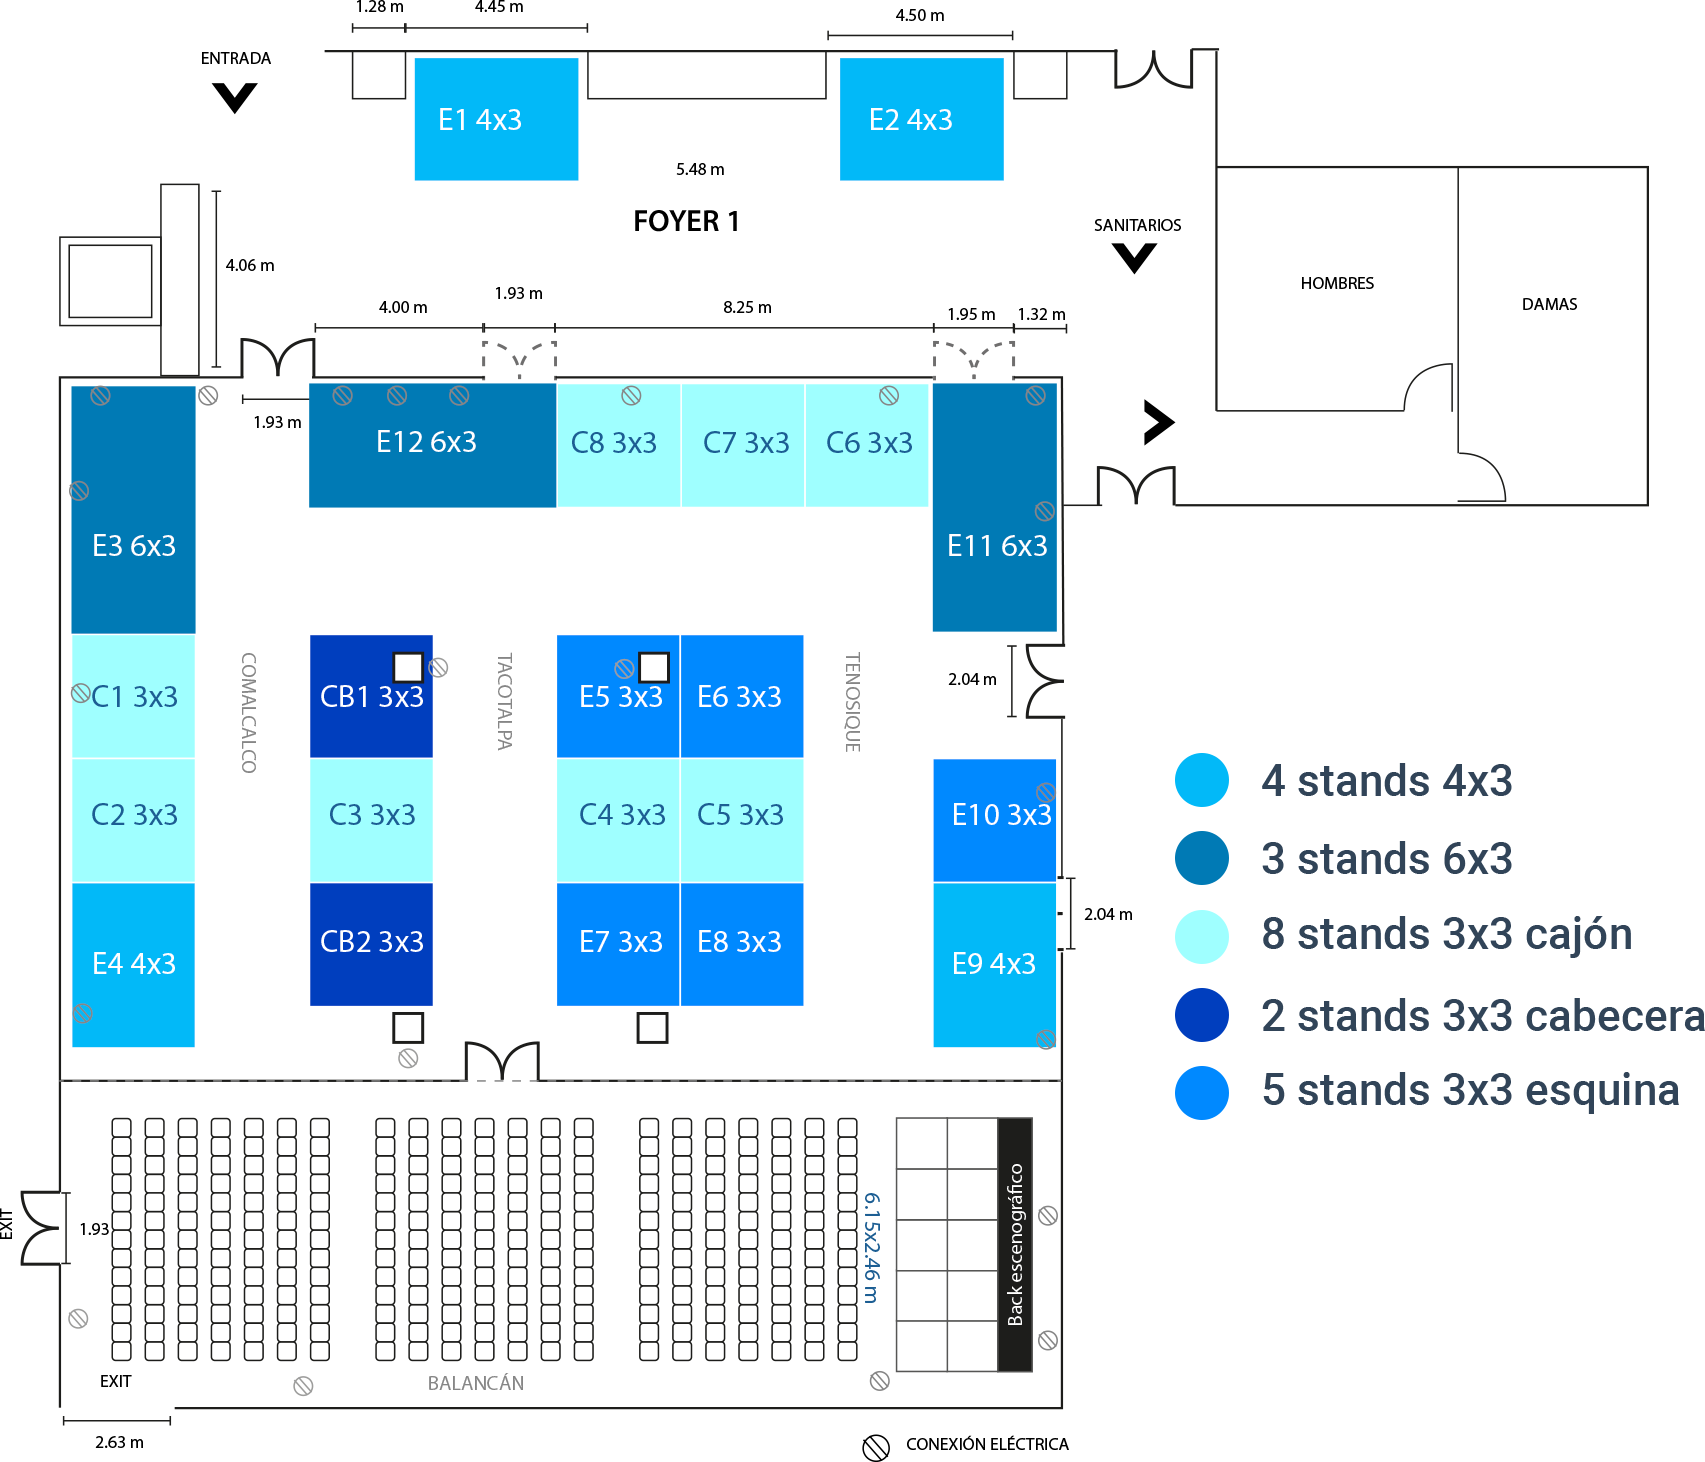 1.28 m
4.45 m
4.50 m
ENTRADA
E1 4x3
E2 4x3
5.48 m
FOYER 1
SANITARIOS
4.06 m
HOMBRES
DAMAS
4.00 m
1.93 m
8.25 m
1.95 m
1.32 m
1.93 m
E12 6x3
C8 3x3
C7 3x3
C6 3x3
E3 6x3
E11 6x3
COMALCALCO
TACOTALPA
TENOSIQUE
2.04 m
C1 3x3
CB1 3x3
E5 3x3
E6 3x3
C2 3x3
C3 3x3
C4 3x3
C5 3x3
E10 3x3
2.04 m
E4 4x3
CB2 3x3
E7 3x3
E8 3x3
E9 4x3
4 stands 4x3
3 stands 6x3
8 stands 3x3 cajón
2 stands 3x3 cabecera
5 stands 3x3 esquina
EXIT
1.93
6.15x2.46 m
Back escenográfico
EXIT
BALANCÁN
2.63 m
CONEXIÓN ELÉCTRICA